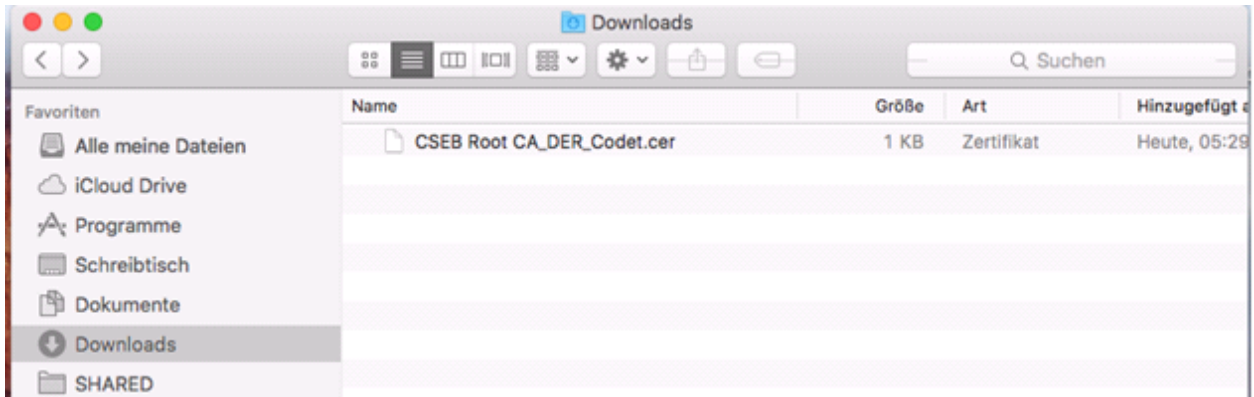 Downloads
Suchen
Favoriten
Alle meine Dateien
iCloud Drive
Programme
Schreibtisch
Dokumente
Downloads
SHARED
Name Größe Art Hinzugefügt a
CSEB Root CA_DER_Codet.cer 1 KB Zertifikat Heute, 05:29